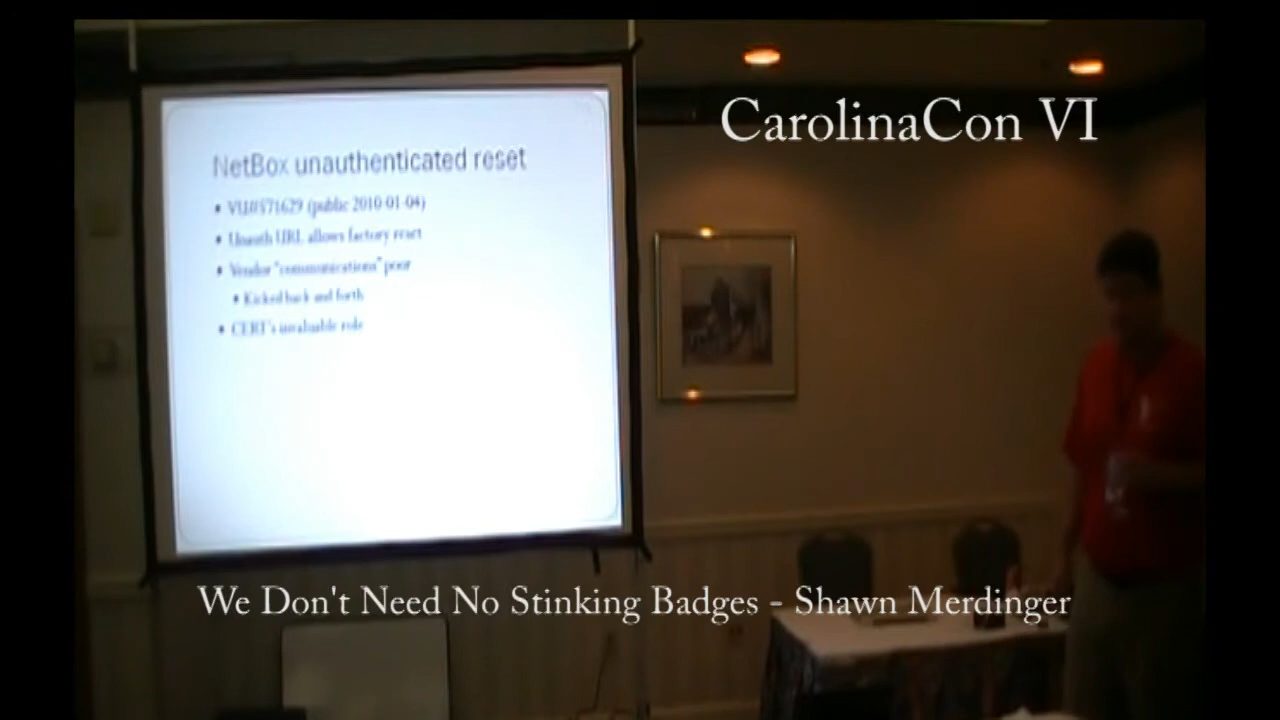 CarolinaCon VI
NetBox unauthenticated reset
• VU#571629 (public 2010-01-04)
• Unauth URL allows factory reset
• Vendor "communications" poor
• Kicked back and forth
• CERT's invaluable role
We Don't Need No Stinking Badges - Shawn Merdinger